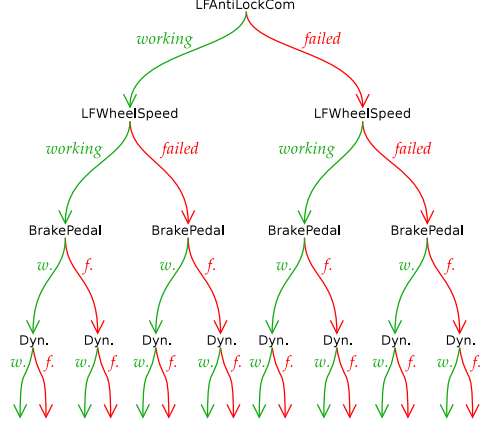 LFAntiLockCom
working failed
LFWheelSpeed LFWheelSpeed
working failed working failed
BrakePedal BrakePedal BrakePedal BrakePedal
w. f. w. f. w. f. w. f.
Dyn. Dyn. Dyn. Dyn. Dyn. Dyn. Dyn. Dyn.
w. f. w. f. w. f. w. f. w. f. w. f. w. f. w. f.